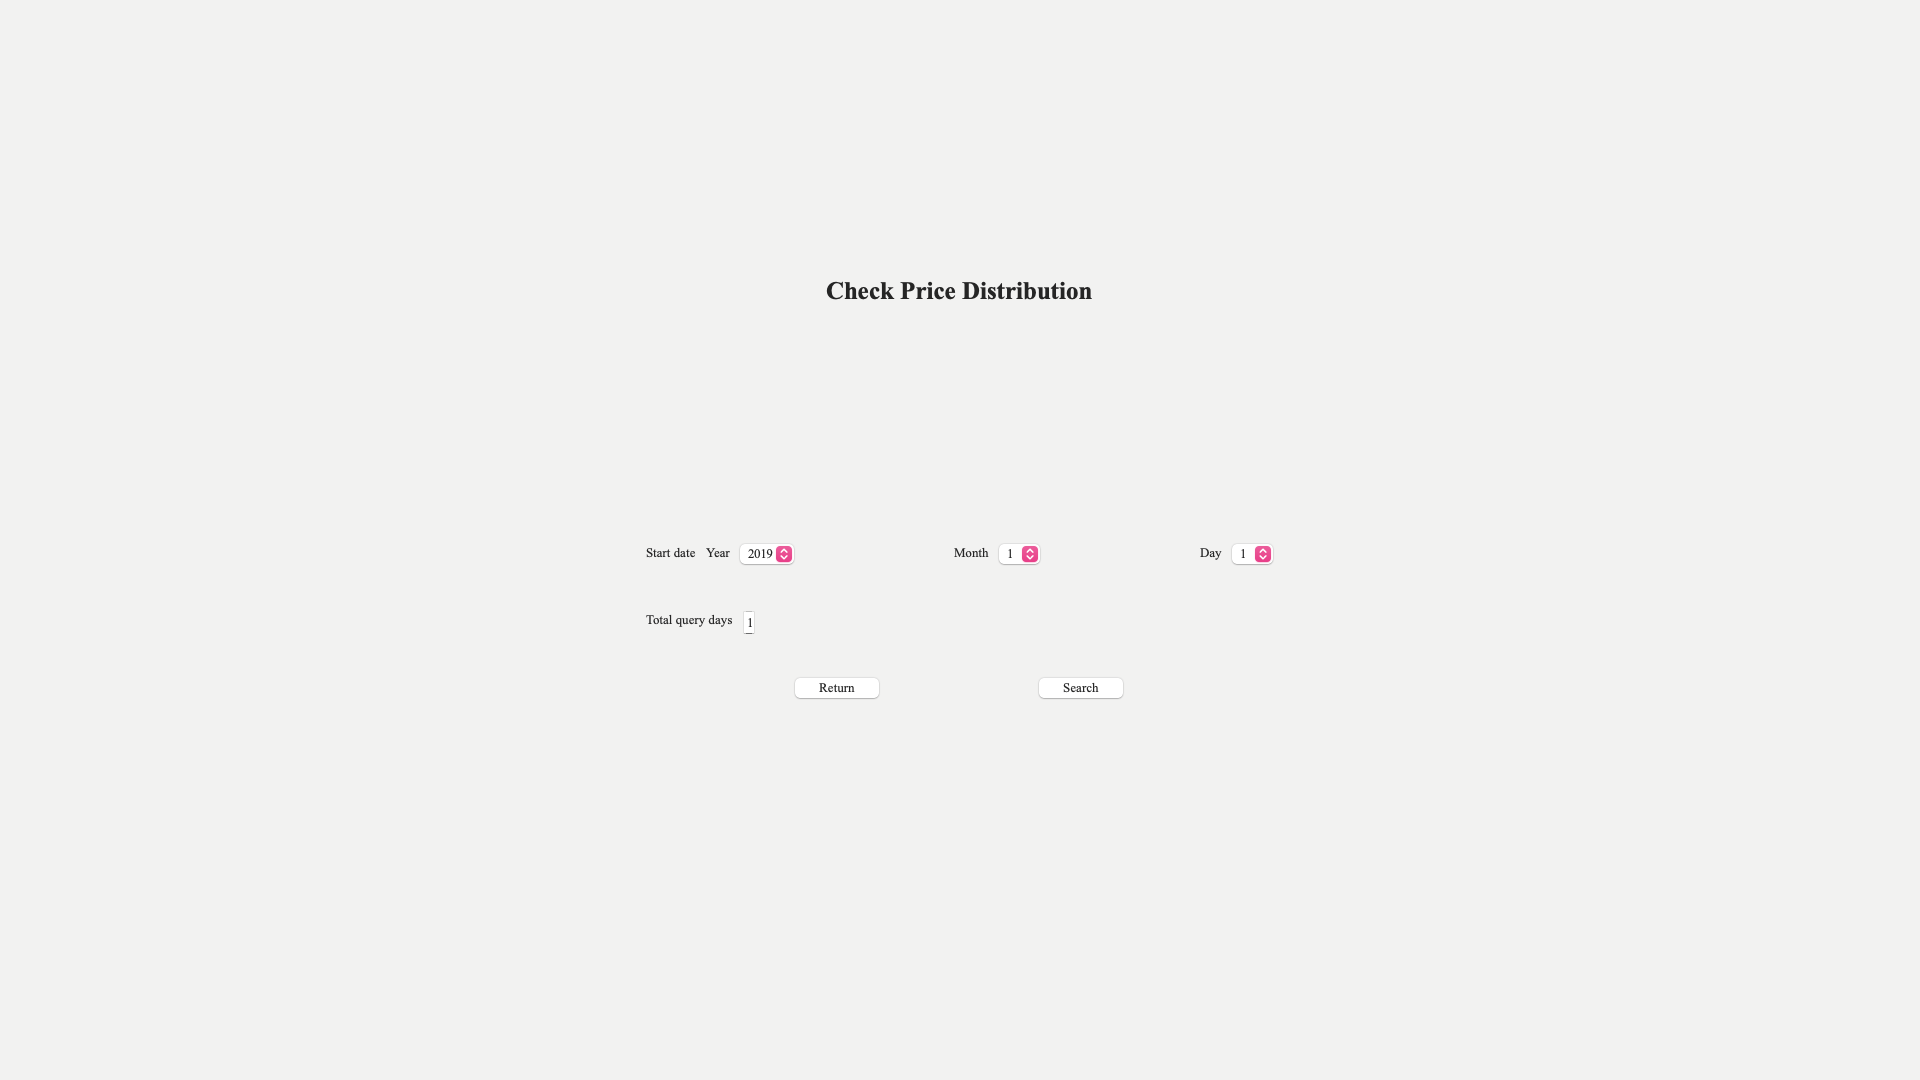 Check Price Distribution
Start date Year 2019 Month 1 Day 1
Total query days 1
Return Search